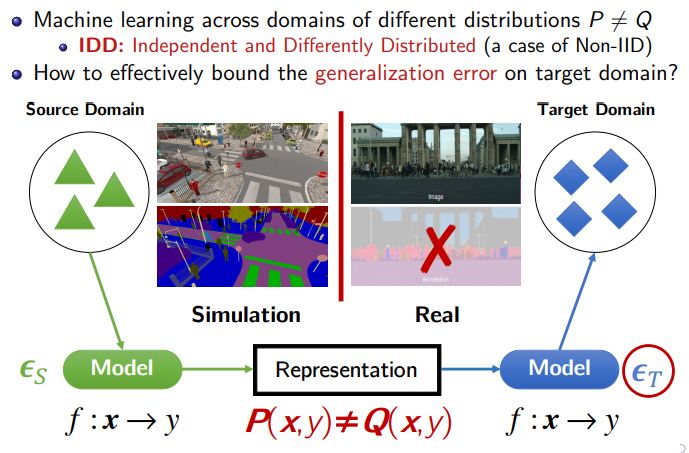 Machine learning across domains of different distributions P ≠ Q
IDD: Independent and Differently Distributed (a case of Non-IID)
How to effectively bound the generalization error on target domain?
Source Domain
Target Domain
Image
Annotation
Simulation
Real
ϵS Model Representation Model ϵT
f : x → y P(x,y)≠Q(x,y) f : x → y